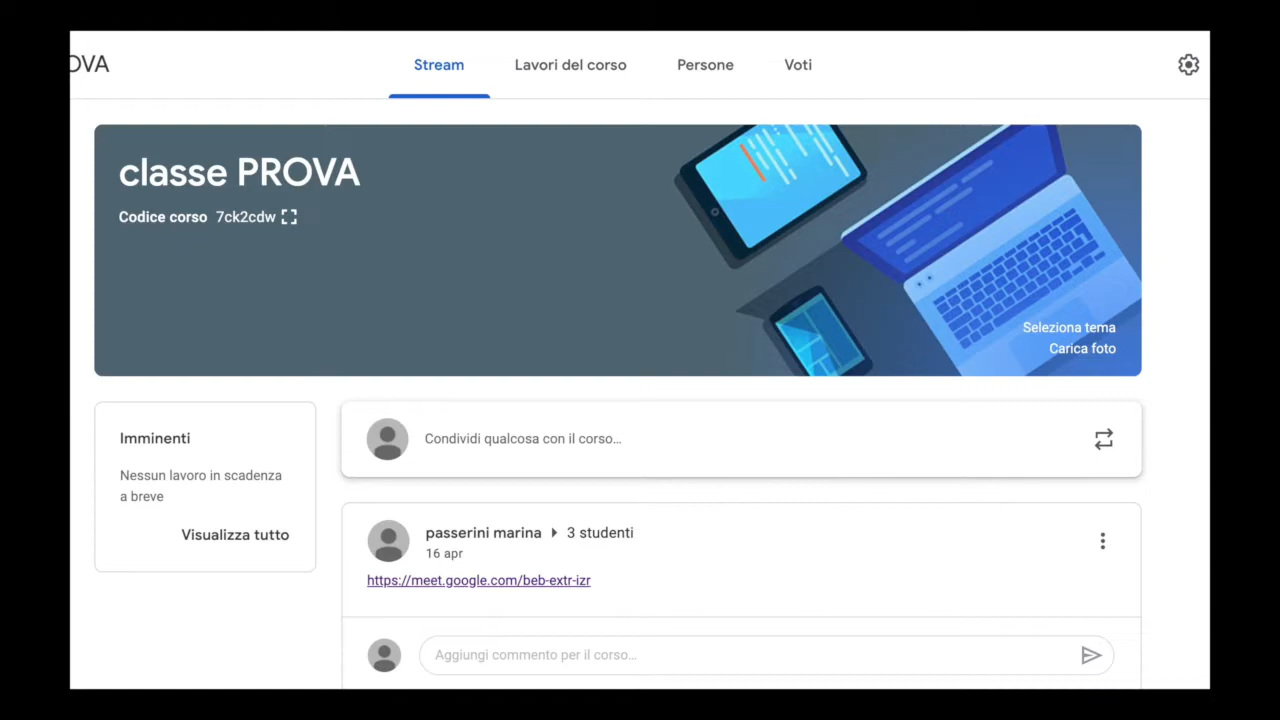 OVA
Stream
Lavori del corso
Persone
Voti
classe PROVA
Codice corso 7ck2cdw
Seleziona tema
Carica foto
Imminenti
Nessun lavoro in scadenza
a breve
Visualizza tutto
Condividi qualcosa con il corso…
passerini marina 3 studenti
16 apr
https://meet.google.com/beb-extr-izr
Aggiungi commento per il corso…